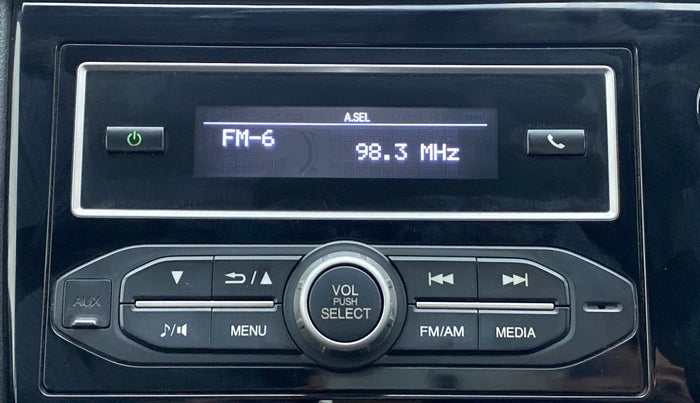 A.SEL
FM-6
98.3 MHz
AUX
VOL
PUSH
SELECT
MENU
FM/AM
MEDIA